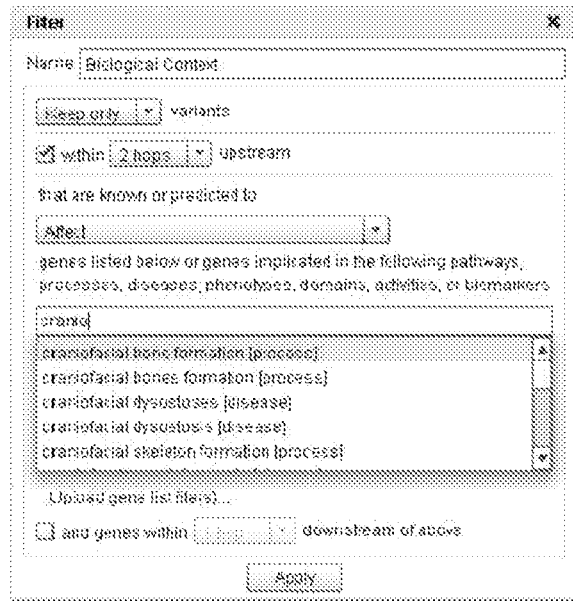 Filter
Name Biological Context
Keep only variants
within 2 hops upstream
that are known or predicted to
Affect
genes listed below or genes implicated in the following pathways,
processes, diseases, phenotypes, domains, activities, or biomarkers
cranio
craniofacial bone formation [process]
craniofacial bones formation [process]
craniofacial dysostoses [disease]
craniofacial dysostosis [disease]
craniofacial skeleton formation [process]
Upload gene list file(s)...
and genes within downstream of above
Apply